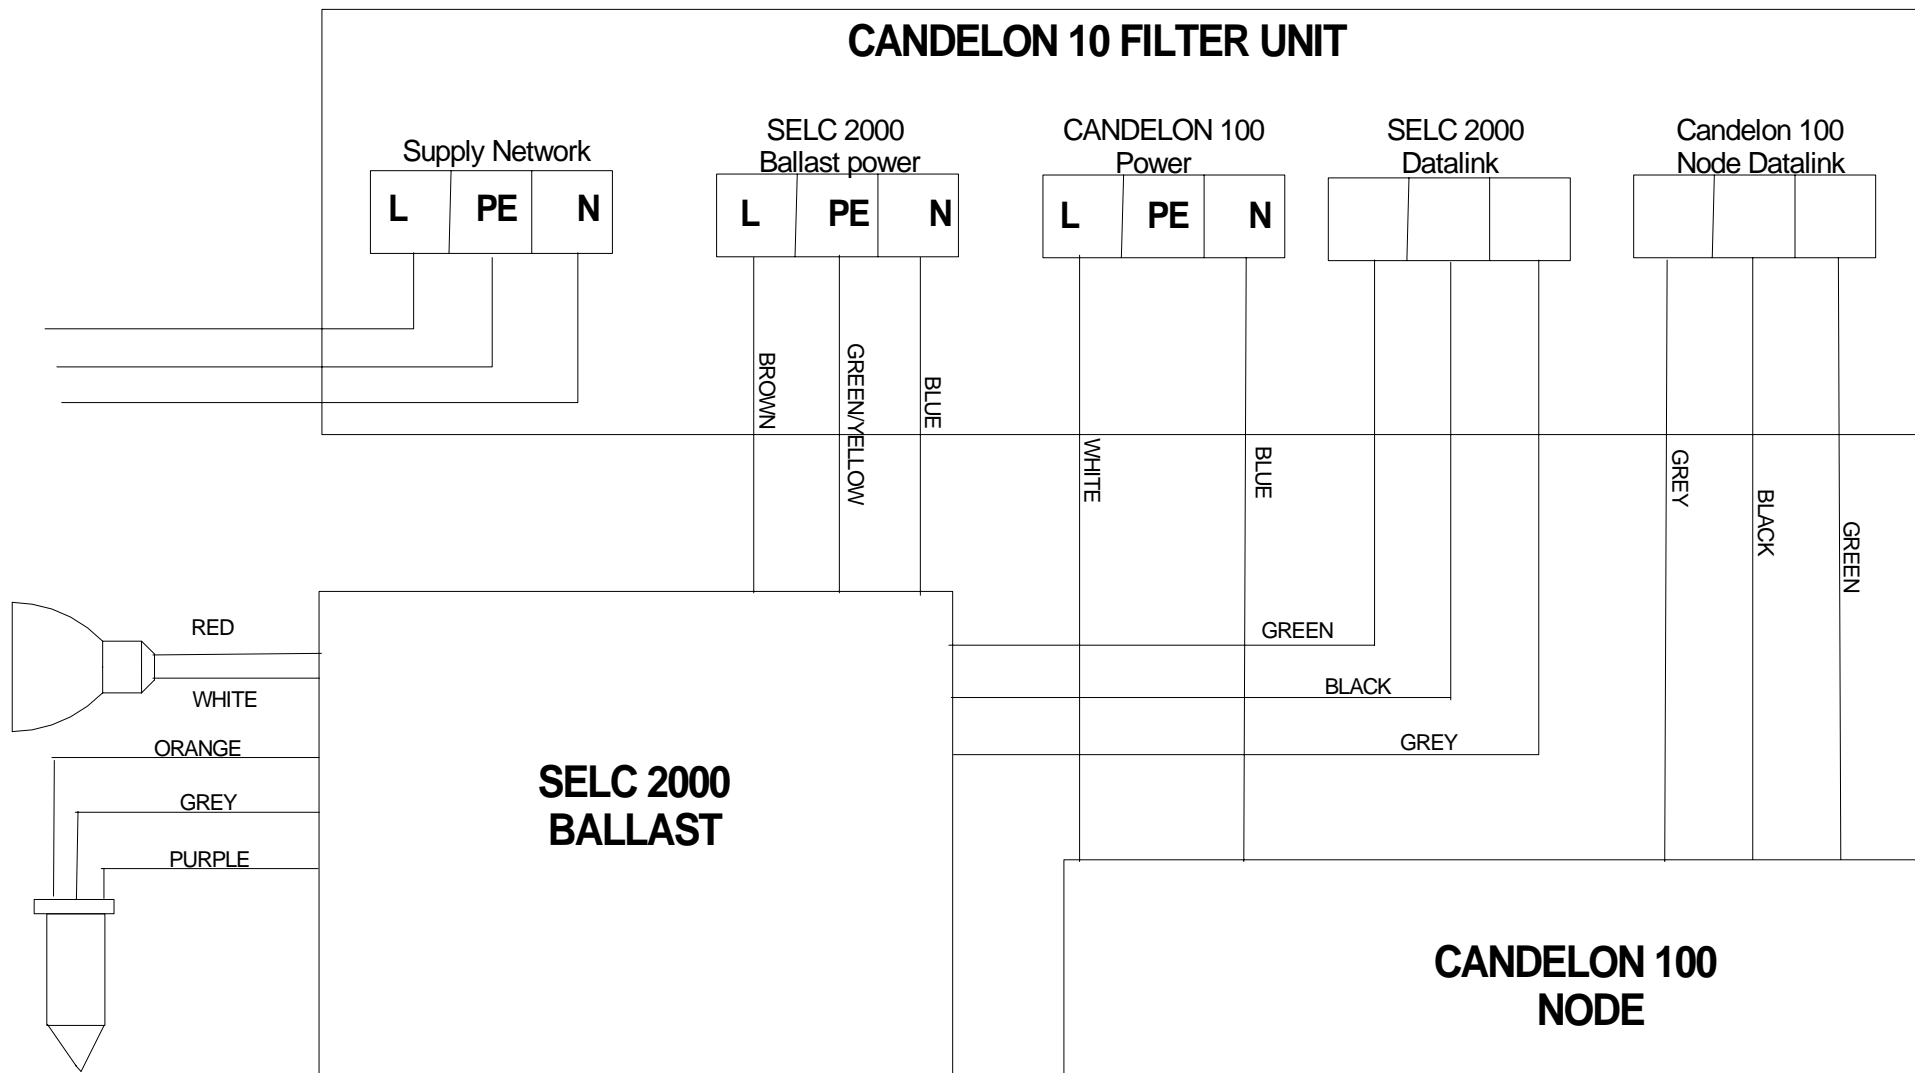 CANDELON 10 FILTER UNIT
Supply Network
SELC 2000
Ballast power
CANDELON 100
Power
SELC 2000
Datalink
Candelon 100
Node Datalink
L PE N
L PE N
L PE N
BROWN
GREEN/YELLOW
BLUE
WHITE
BLUE
GREY
BLACK
GREEN
RED
WHITE
ORANGE
GREY
PURPLE
GREEN
BLACK
GREY
SELC 2000
BALLAST
CANDELON 100
NODE